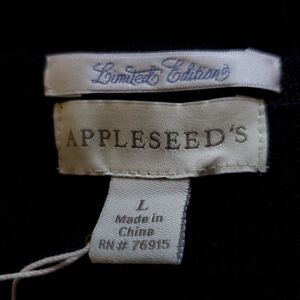 Limited Edition
APPLESEED'S
L
Made in
China
RN# 76915